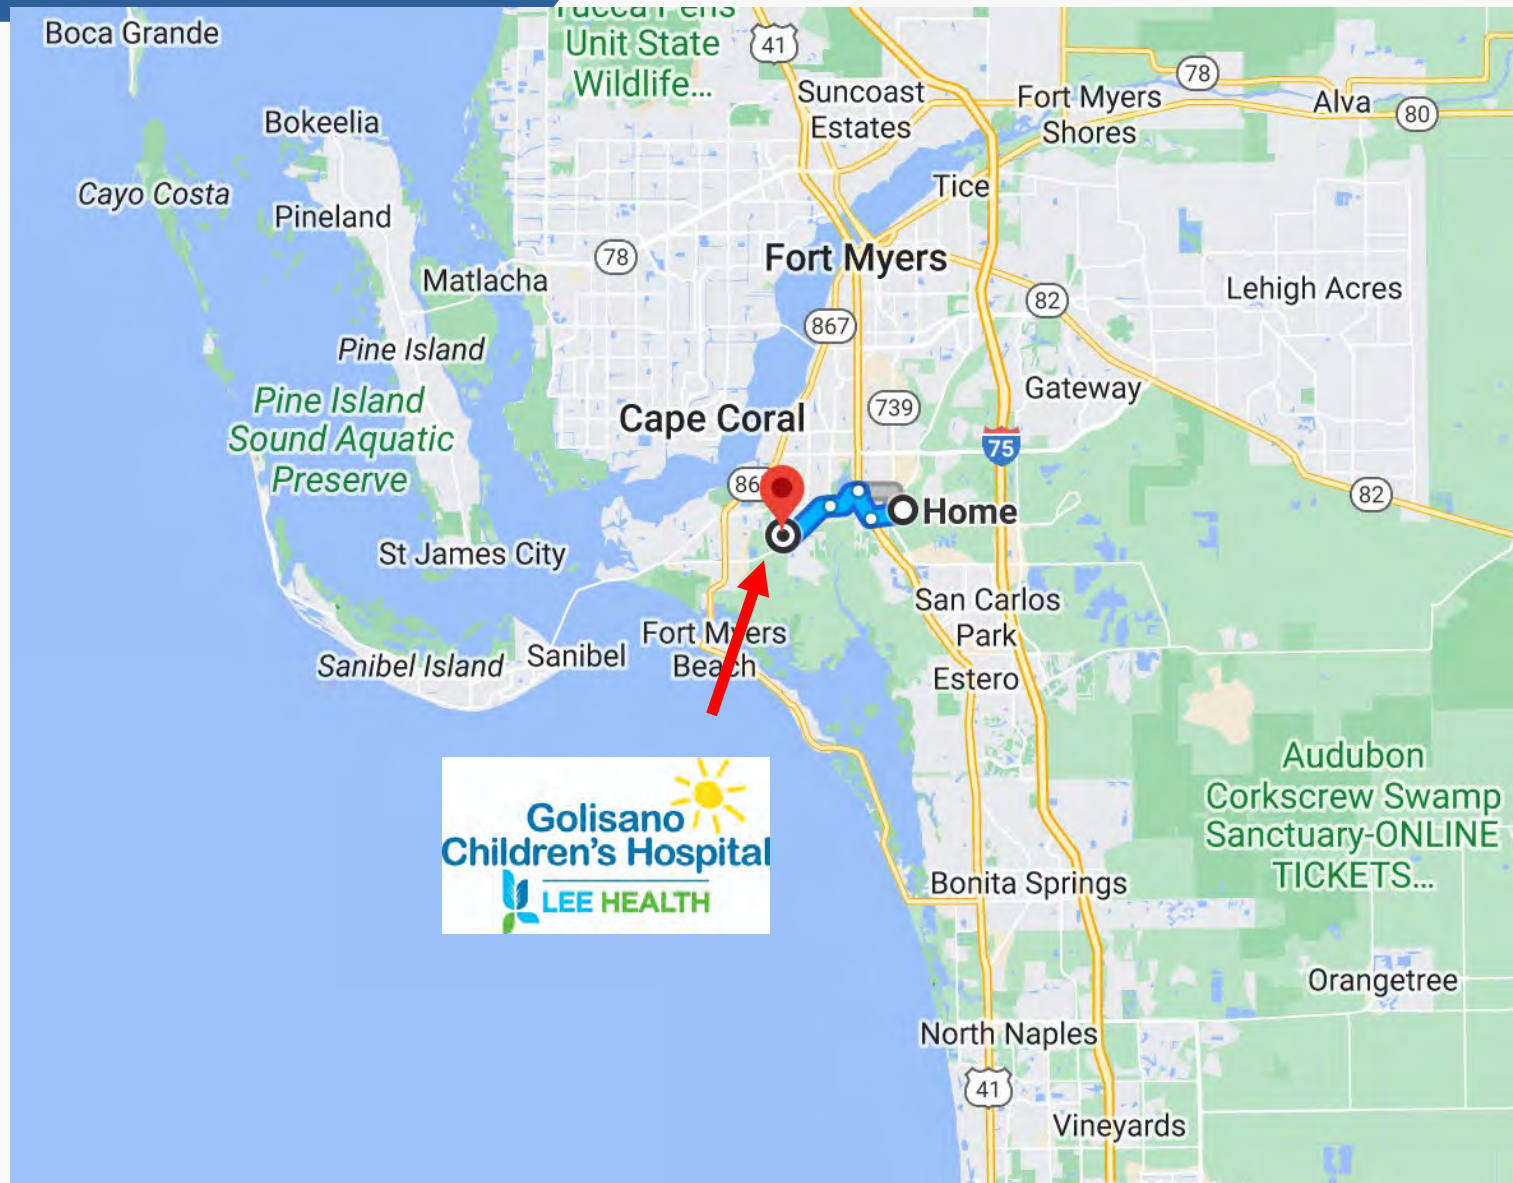 Boca Grande
Unit State
Wildlife...
41
78
Suncoast
Estates
Fort Myers
Shores
Alva
80
Bokeelia
Cayo Costa
Pineland
Tice
78
Fort Myers
Matlacha
82
Lehigh Acres
867
Pine Island
Gateway
Pine Island
Sound Aquatic
Preserve
Cape Coral
739
75
86
82
Home
St James City
San Carlos
Park
Fort Myers
Beach
Sanibel Island
Sanibel
Estero
Audubon
Corkscrew Swamp
Sanctuary-ONLINE
TICKETS...
Golisano
Children's Hospital
LEE HEALTH
Bonita Springs
Orangetree
North Naples
41
Vineyards